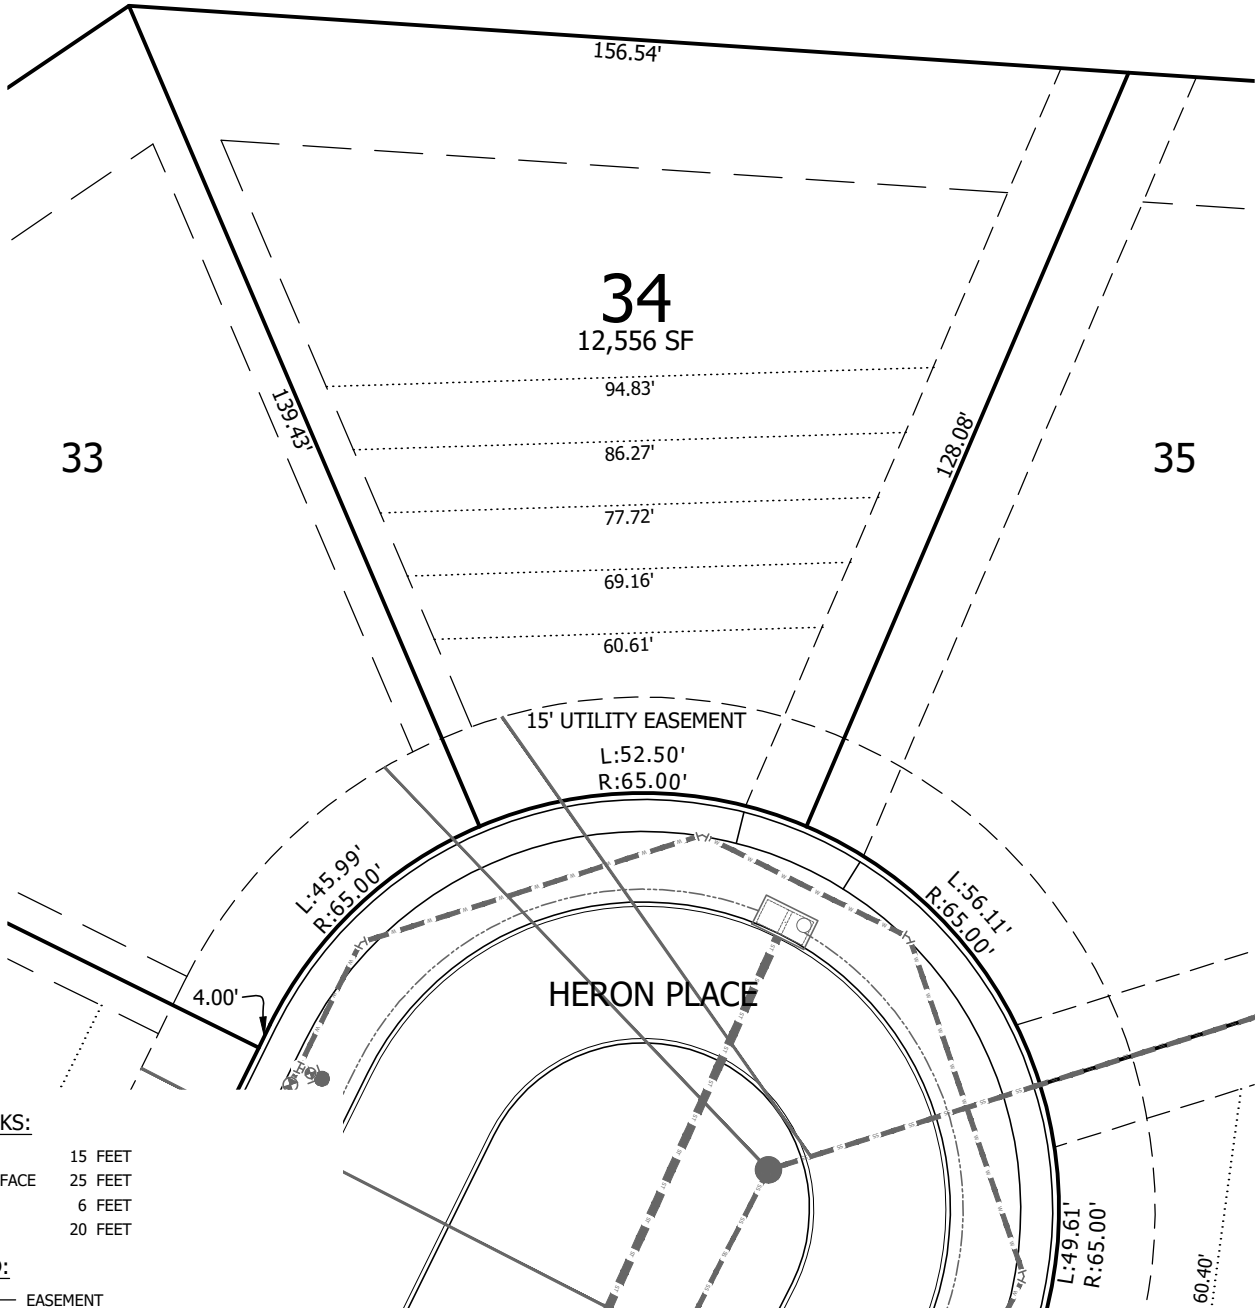 156.54'
34
12,556 SF
94.83'
139.43'
86.27'
128.08'
33
35
77.72'
69.16'
60.61'
15' UTILITY EASEMENT
L:52.50'
R:65.00'
L:45.99'
R:65.00'
L:56.11'
R:65.00'
4.00'
HERON PLACE
KS:
15 FEET
FACE 25 FEET
6 FEET
20 FEET
L:49.61'
R:65.00'
60.40'
EASEMENT